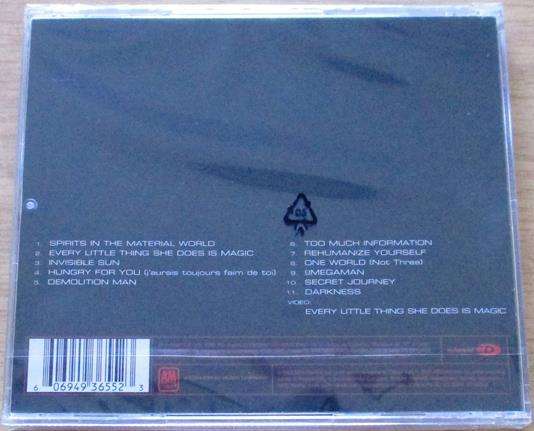 1. SPIRITS IN THE MATERIAL WORLD
2. EVERY LITTLE THING SHE DOES IS MAGIC
3. INVISIBLE SUN
4. HUNGRY FOR YOU (j'aurais toujours faim de toi)
5. DEMOLITION MAN
6. TOO MUCH INFORMATION
7. REHUMANIZE YOURSELF
8. ONE WORLD (Not Three)
9. ΩMEGAMAN
10. SECRET JOURNEY
11. DARKNESS
VIDEO:
EVERY LITTLE THING SHE DOES IS MAGIC
05
6 06949 36552 3
A&M